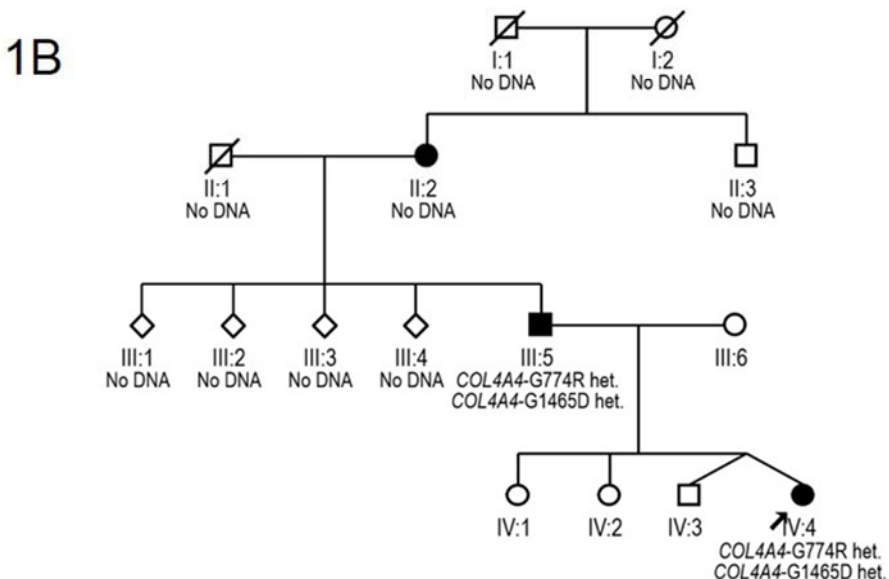 1B
I:1
No DNA
I:2
No DNA
II:1
No DNA
II:2
No DNA
II:3
No DNA
III:1
No DNA
III:2
No DNA
III:3
No DNA
III:4
No DNA
III:5
COL4A4-G774R het.
COL4A4-G1465D het.
III:6
IV:1
IV:2
IV:3
IV:4
COL4A4-G774R het.
COL4A4-G1465D het.